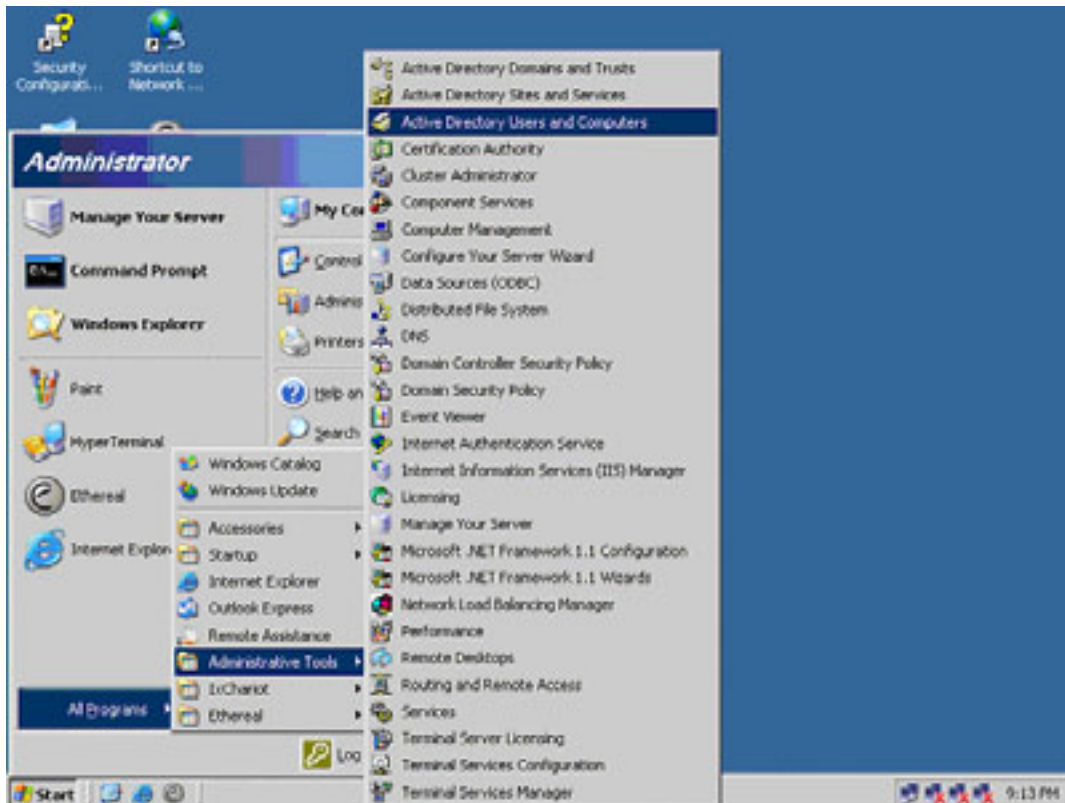 Security
Configurati...
Shortcut to
Network ...
Administrator
Manage Your Server
Command Prompt
Windows Explorer
Paint
HyperTerminal
Ethereal
Internet Explor
All Programs
My Co
Control
Adminis
Printers
Help an
Search
Log
Windows Catalog
Windows Update
Accessories
Startup
Internet Explorer
Outlook Express
Remote Assistance
Administrative Tools
IxChariot
Ethereal
Active Directory Domains and Trusts
Active Directory Sites and Services
Active Directory Users and Computers
Certification Authority
Cluster Administrator
Component Services
Computer Management
Configure Your Server Wizard
Data Sources (ODBC)
Distributed File System
DNS
Domain Controller Security Policy
Domain Security Policy
Event Viewer
Internet Authentication Service
Internet Information Services (IIS) Manager
Licensing
Manage Your Server
Microsoft .NET Framework 1.1 Configuration
Microsoft .NET Framework 1.1 Wizards
Network Load Balancing Manager
Performance
Remote Desktops
Routing and Remote Access
Services
Terminal Server Licensing
Terminal Services Configuration
Terminal Services Manager
Start
9:13 PM